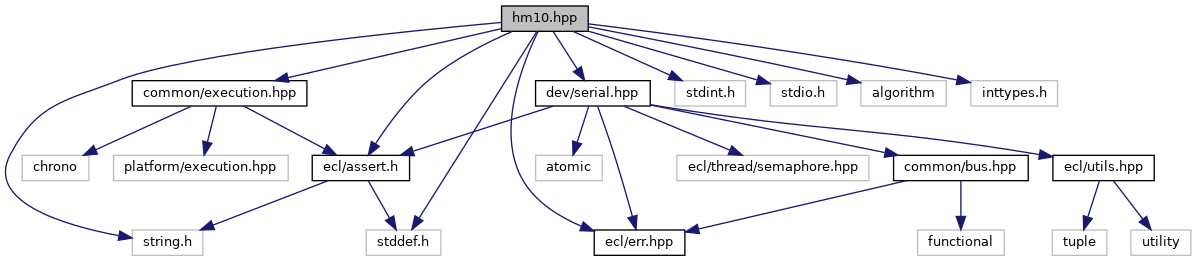 hm10.hpp
common/execution.hpp
dev/serial.hpp
stdint.h
stdio.h
algorithm
inttypes.h
chrono
platform/execution.hpp
ecl/assert.h
atomic
ecl/thread/semaphore.hpp
common/bus.hpp
ecl/utils.hpp
string.h
stddef.h
ecl/err.hpp
functional
tuple
utility